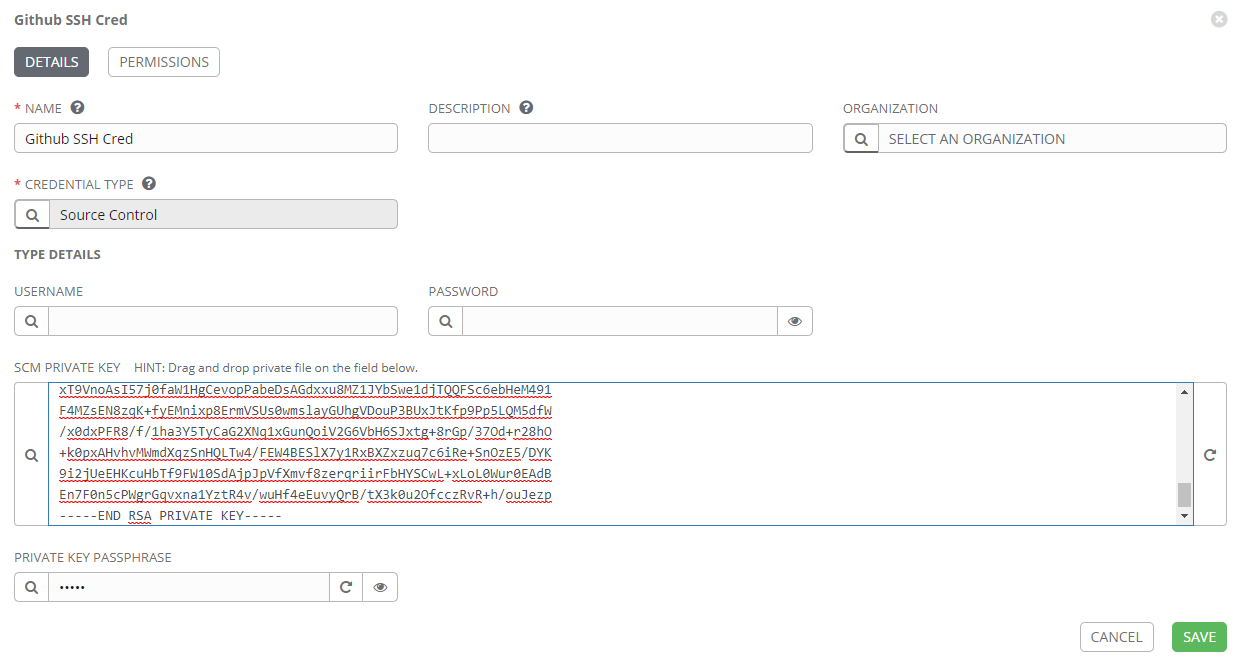 Github SSH Cred
DETAILS
PERMISSIONS
* NAME
DESCRIPTION
ORGANIZATION
Github SSH Cred
SELECT AN ORGANIZATION
* CREDENTIAL TYPE
Source Control
TYPE DETAILS
USERNAME
PASSWORD
SCM PRIVATE KEY HINT: Drag and drop private file on the field below.
xT9VnoAsI57j0faW1HgCevopPabeDsAGdxxu8MZ1JYbSwe1djTQQFSc6ebHeM491
F4MZsEN8zqK+fyEMnixp8ErmVSUs0wmslayGUhgVDouP3BUxJtKfp9Pp5LQM5dfW
/x0dxPFR8/f/1ha3Y5TyCaG2XNq1xGunQoiV2G6VbH6SJxtg+8rGp/37Od+r28hO
+k0pxAHvhvMWmdXqzSnHQLTw4/FEW4BESlX7y1RxBXZxzuq7c6iRe+SnOzE5/DYK
9i2jUeEHKcuHbTf9FW10SdAjpJpVfXmvf8zerqriirFbHYSCwL+xLoL0Wur0EAdB
En7F0n5cPWgrGqvxna1YztR4v/wuHf4eEuvyQrB/tX3k0u2OfcczRvR+h/ouJezp
-----END RSA PRIVATE KEY-----
PRIVATE KEY PASSPHRASE
•••••
CANCEL
SAVE